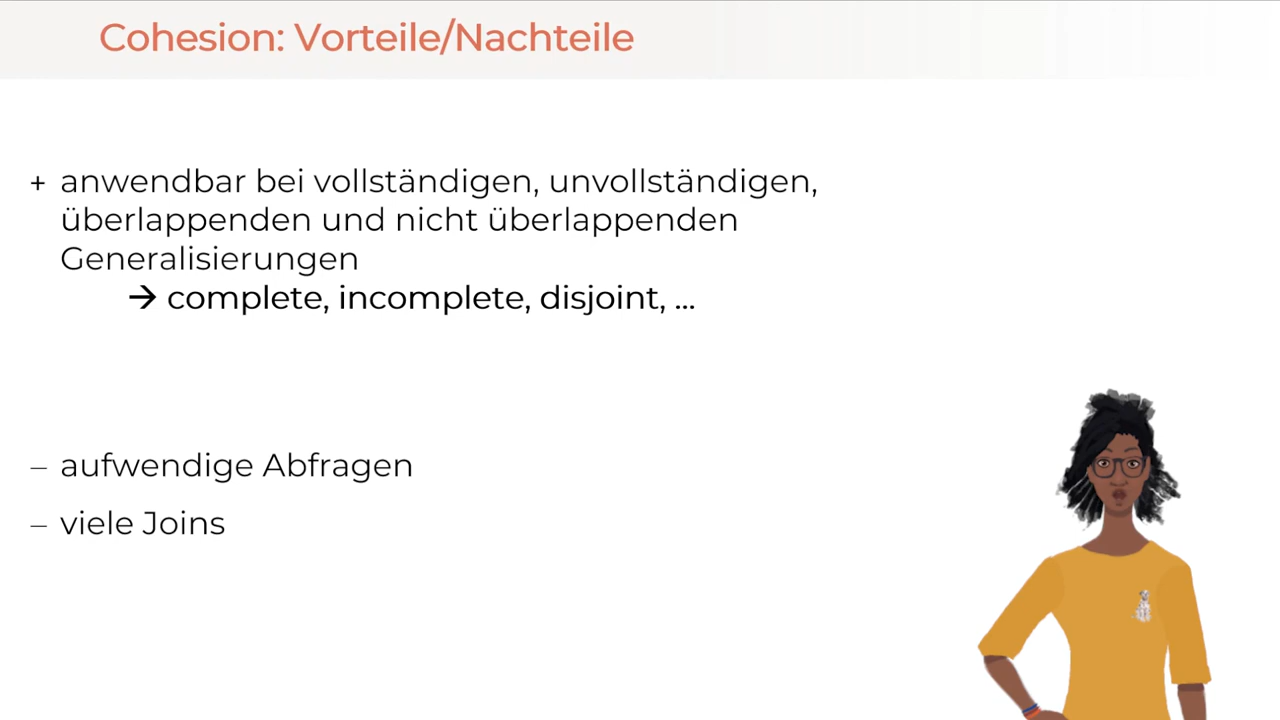 Cohesion: Vorteile/Nachteile
+ anwendbar bei vollständigen, unvollständigen,
überlappenden und nicht überlappenden
Generalisierungen
→ complete, incomplete, disjoint, ...
– aufwendige Abfragen
– viele Joins